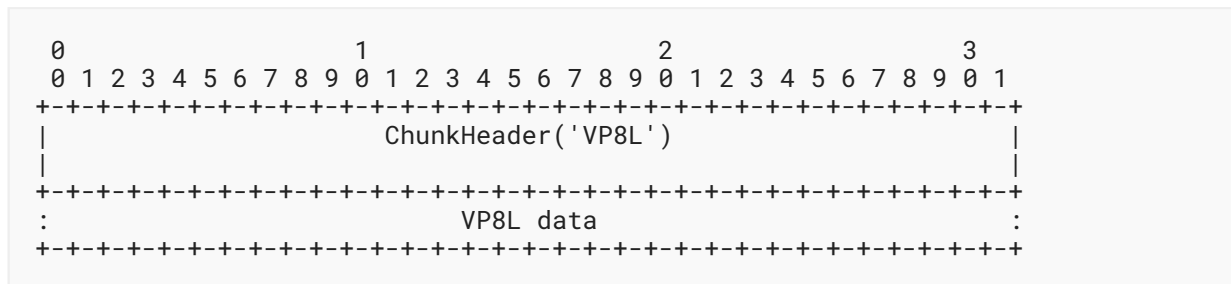 0                   1                   2                   3
 0 1 2 3 4 5 6 7 8 9 0 1 2 3 4 5 6 7 8 9 0 1 2 3 4 5 6 7 8 9 0 1
+-+-+-+-+-+-+-+-+-+-+-+-+-+-+-+-+-+-+-+-+-+-+-+-+-+-+-+-+-+-+-+-+
|                      ChunkHeader('VP8L')                      |
|                                                               |
+-+-+-+-+-+-+-+-+-+-+-+-+-+-+-+-+-+-+-+-+-+-+-+-+-+-+-+-+-+-+-+-+
:                           VP8L data                           :
+-+-+-+-+-+-+-+-+-+-+-+-+-+-+-+-+-+-+-+-+-+-+-+-+-+-+-+-+-+-+-+-+